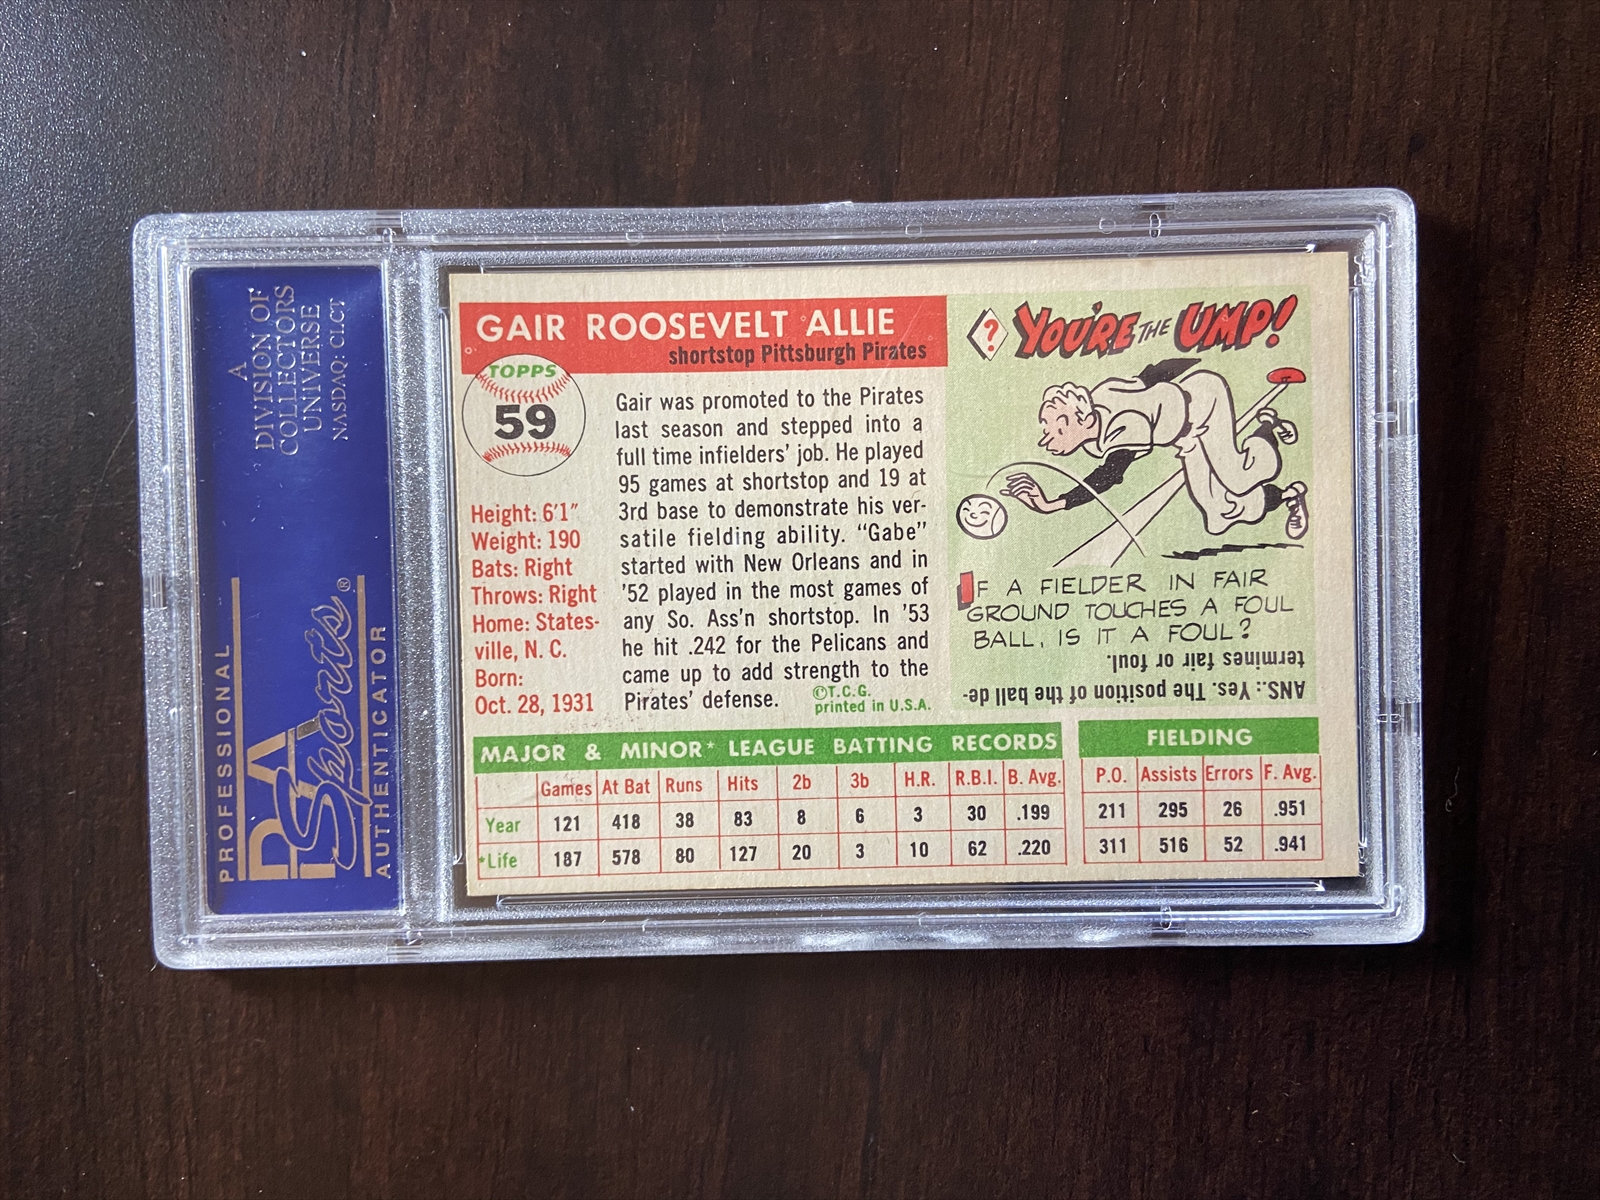 A
DIVISION OF
COLLECTORS
UNIVERSE
NASDAQ: CLCT
PROFESSIONAL
PSA
Sports®
AUTHENTICATOR
GAIR ROOSEVELT ALLIE
shortstop Pittsburgh Pirates
TOPPS
59
Height: 6'1"
Weight: 190
Bats: Right
Throws: Right
Home: States-
ville, N. C.
Born:
Oct. 28, 1931
Gair was promoted to the Pirates
last season and stepped into a
full time infielders' job. He played
95 games at shortstop and 19 at
3rd base to demonstrate his ver-
satile fielding ability. "Gabe"
started with New Orleans and in
'52 played in the most games of
any So. Ass'n shortstop. In '53
he hit .242 for the Pelicans and
came up to add strength to the
Pirates' defense.
©T.C.G.
printed in U.S.A.
? YOU'RE THE UMP!
IF A FIELDER IN FAIR
GROUND TOUCHES A FOUL
BALL, IS IT A FOUL?
ANS.: Yes. The position of the ball de-
termines fair or foul.
MAJOR & MINOR* LEAGUE BATTING RECORDS
Games At Bat Runs Hits 2b 3b H.R. R.B.I. B. Avg.
Year 121 418 38 83 8 6 3 30 .199
*Life 187 578 80 127 20 3 10 62 .220
FIELDING
P.O. Assists Errors F. Avg.
211 295 26 .951
311 516 52 .941